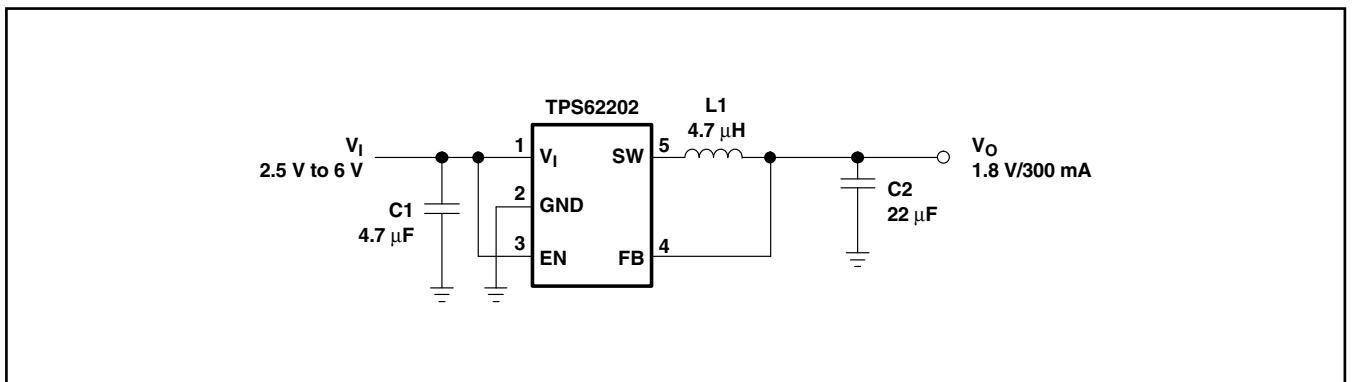 TPS62202
L1
4.7 μH
V_I
2.5 V to 6 V
1
V_I
SW
5
V_O
1.8 V/300 mA
C1
4.7 μF
2
GND
C2
22 μF
3
EN
FB
4